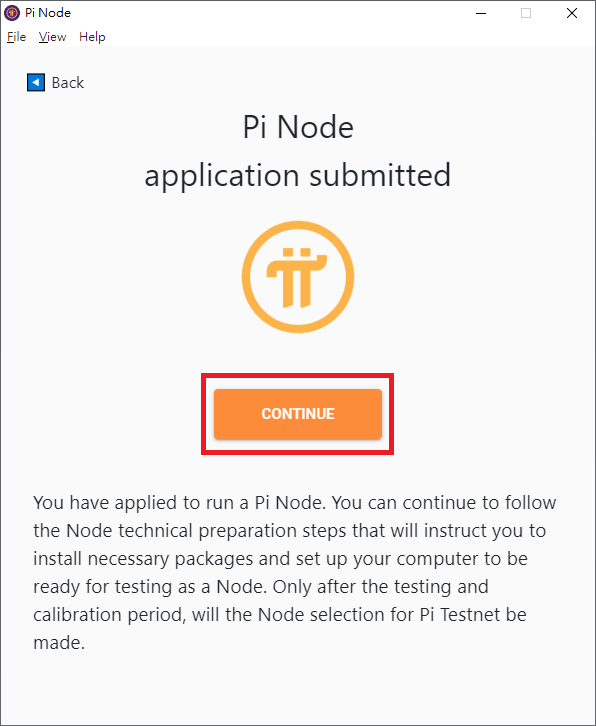 Pi Node
File View Help
Back
Pi Node
application submitted
CONTINUE
You have applied to run a Pi Node. You can continue to follow
the Node technical preparation steps that will instruct you to
install necessary packages and set up your computer to be
ready for testing as a Node. Only after the testing and
calibration period, will the Node selection for Pi Testnet be
made.